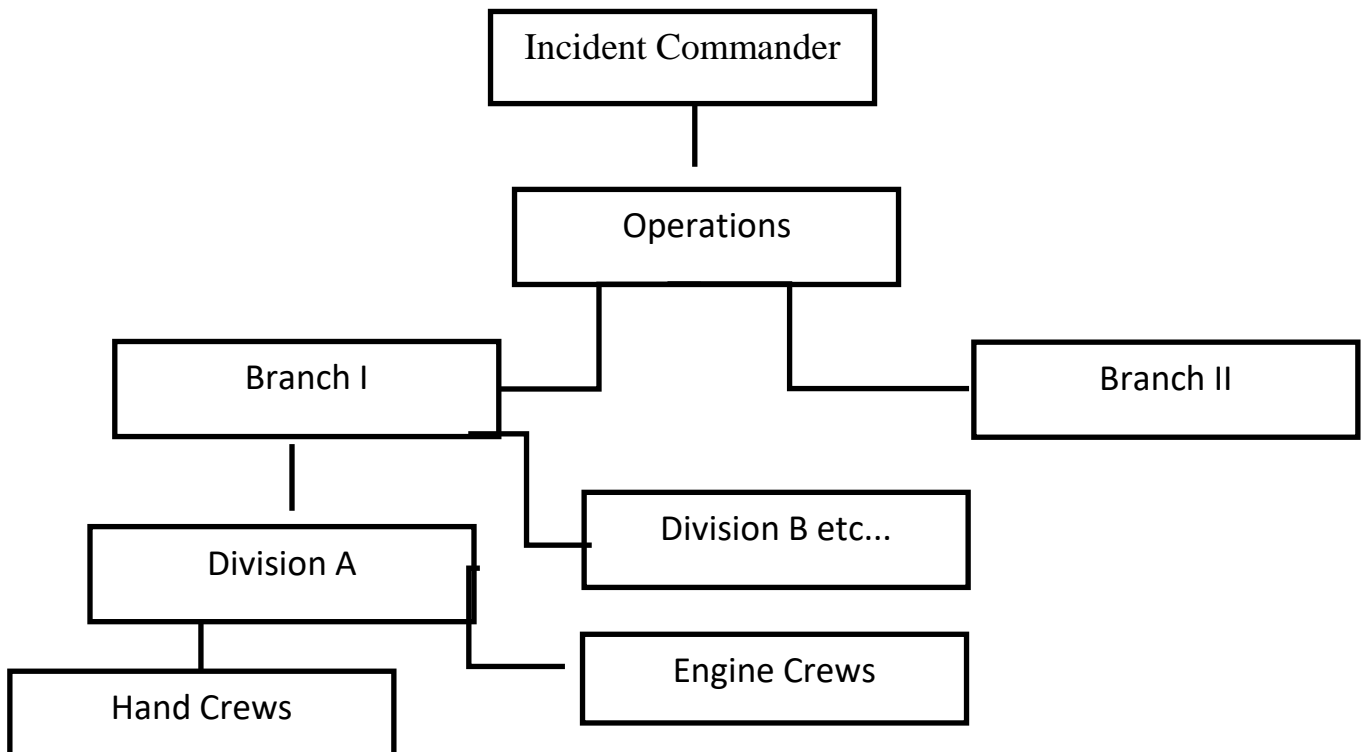 Incident Commander
Operations
Branch I
Branch II
Division B etc...
Division A
Engine Crews
Hand Crews